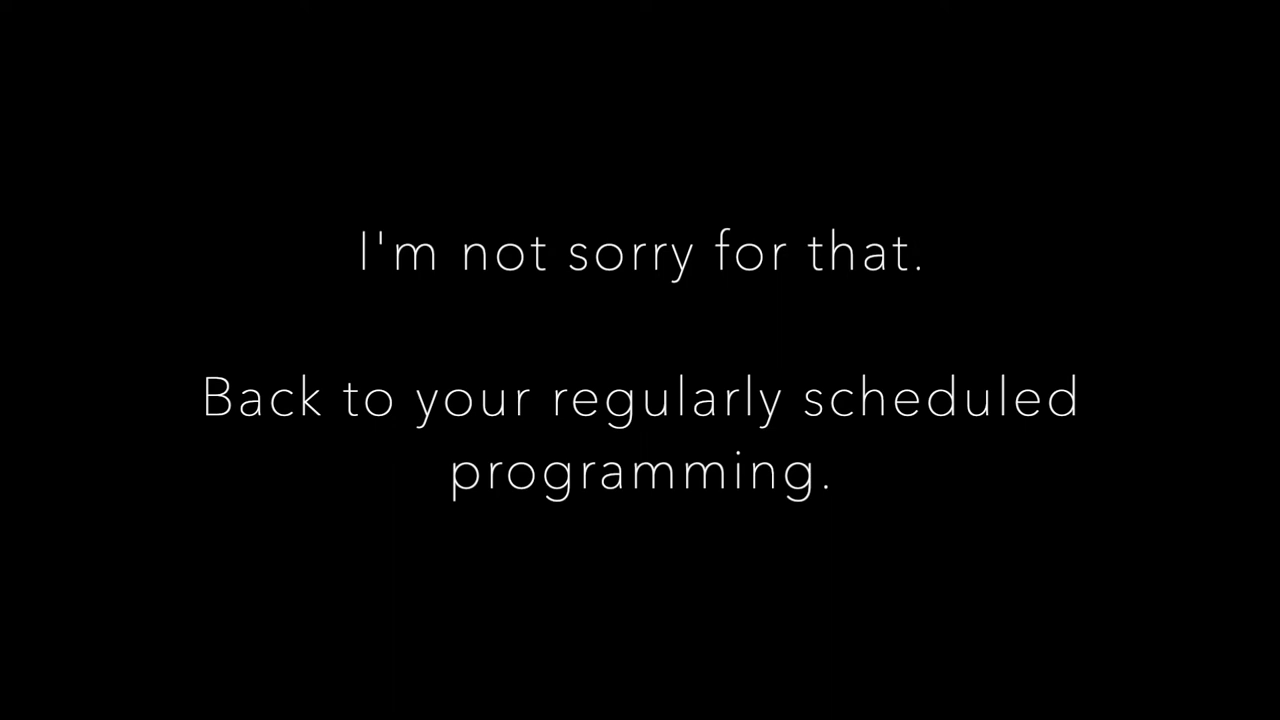 I'm not sorry for that.
Back to your regularly scheduled
programming.